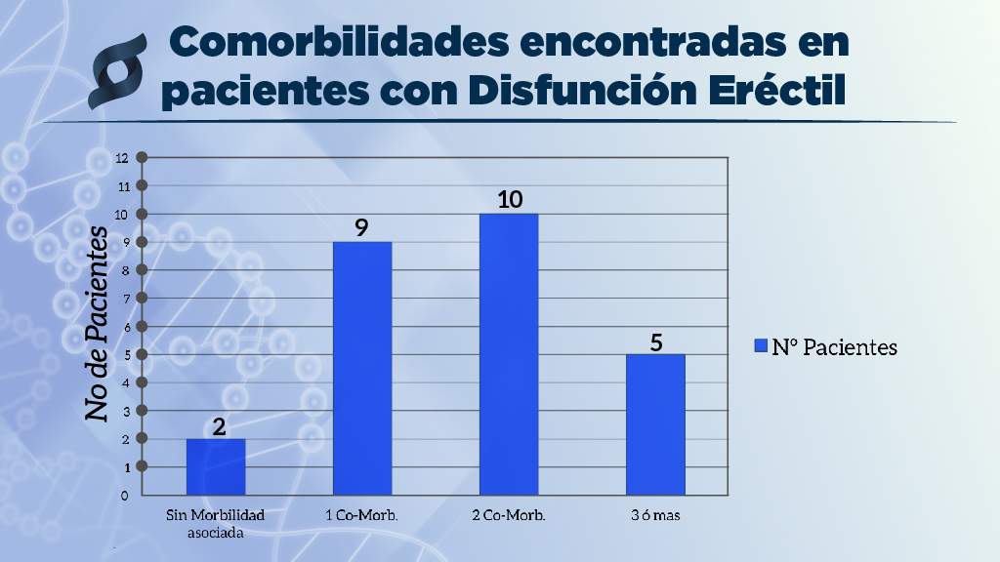 Comorbilidades encontradas en
pacientes con Disfunción Eréctil
No de Pacientes
12
11
10
9
8
7
6
5
4
3
2
1
0
2
9
10
5
Sin Morbilidad
asociada
1 Co-Morb.
2 Co-Morb.
3 ó mas
N° Pacientes